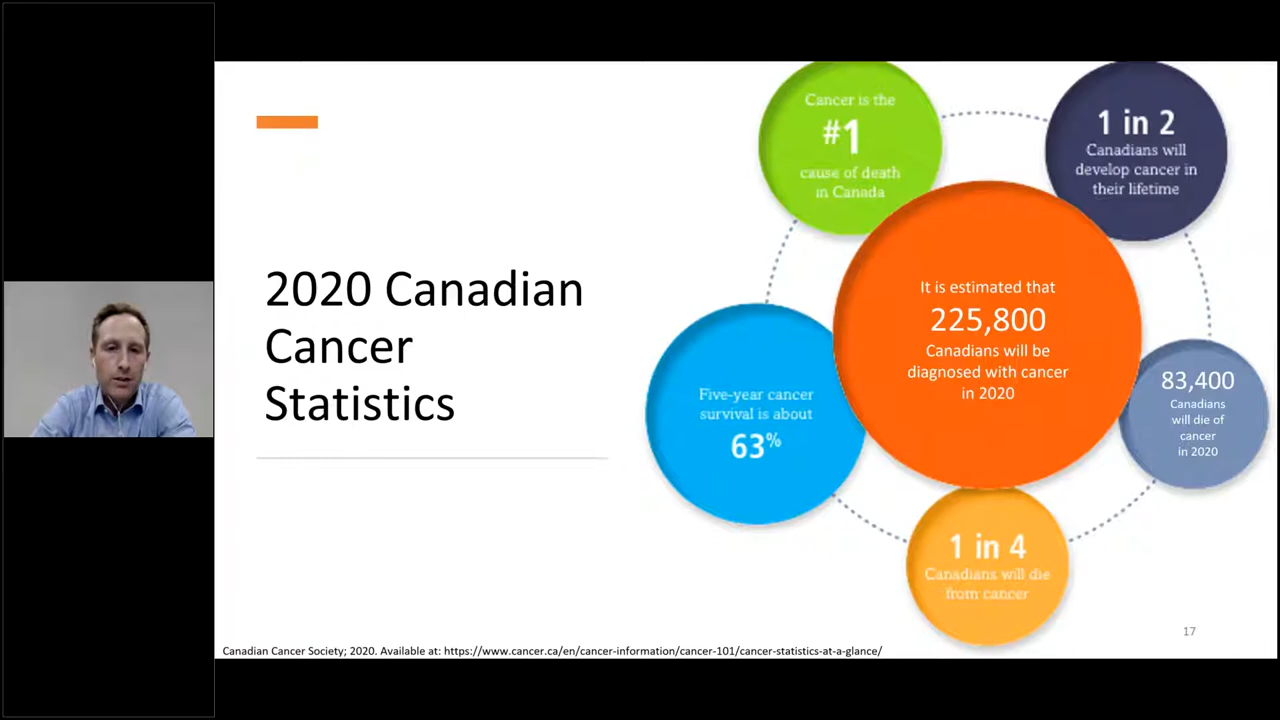 2020 Canadian
Cancer
Statistics
Cancer is the
#1
cause of death
in Canada
1 in 2
Canadians will
develop cancer in
their lifetime
It is estimated that
225,800
Canadians will be
diagnosed with cancer
in 2020
Five-year cancer
survival is about
63%
83,400
Canadians
will die of
cancer
in 2020
1 in 4
Canadians will die
from cancer
17
Canadian Cancer Society; 2020. Available at: https://www.cancer.ca/en/cancer-information/cancer-101/cancer-statistics-at-a-glance/